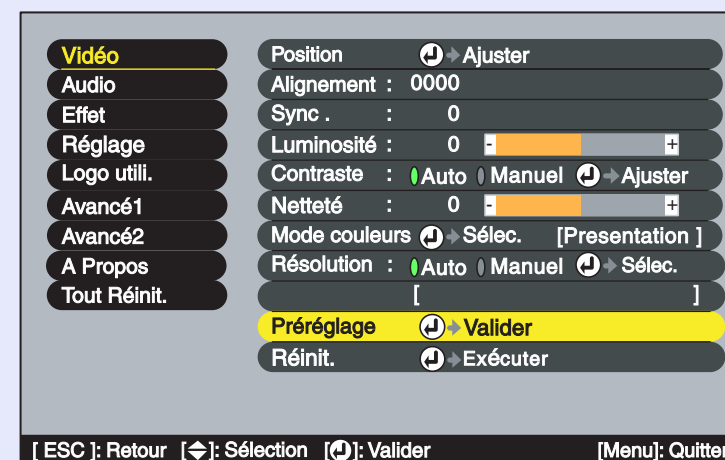 Vidéo
Audio
Effet
Réglage
Logo utili.
Avancé1
Avancé2
A Propos
Tout Réinit.
Position Ajuster
Alignement : 0000
Sync . : 0
Luminosité : 0 - +
Contraste : Auto Manuel Ajuster
Netteté : 0 - +
Mode couleurs Sélec. [Presentation ]
Résolution : Auto Manuel Sélec.
[ ]
Préréglage Valider
Réinit. Exécuter
[ ESC ]: Retour [ ]: Sélection [ ]: Valider [Menu]: Quitter